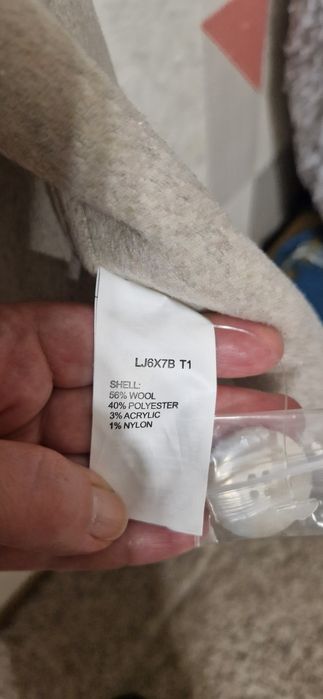 LJ6X7B T1
SHELL:
56% WOOL
40% POLYESTER
3% ACRYLIC
1% NYLON